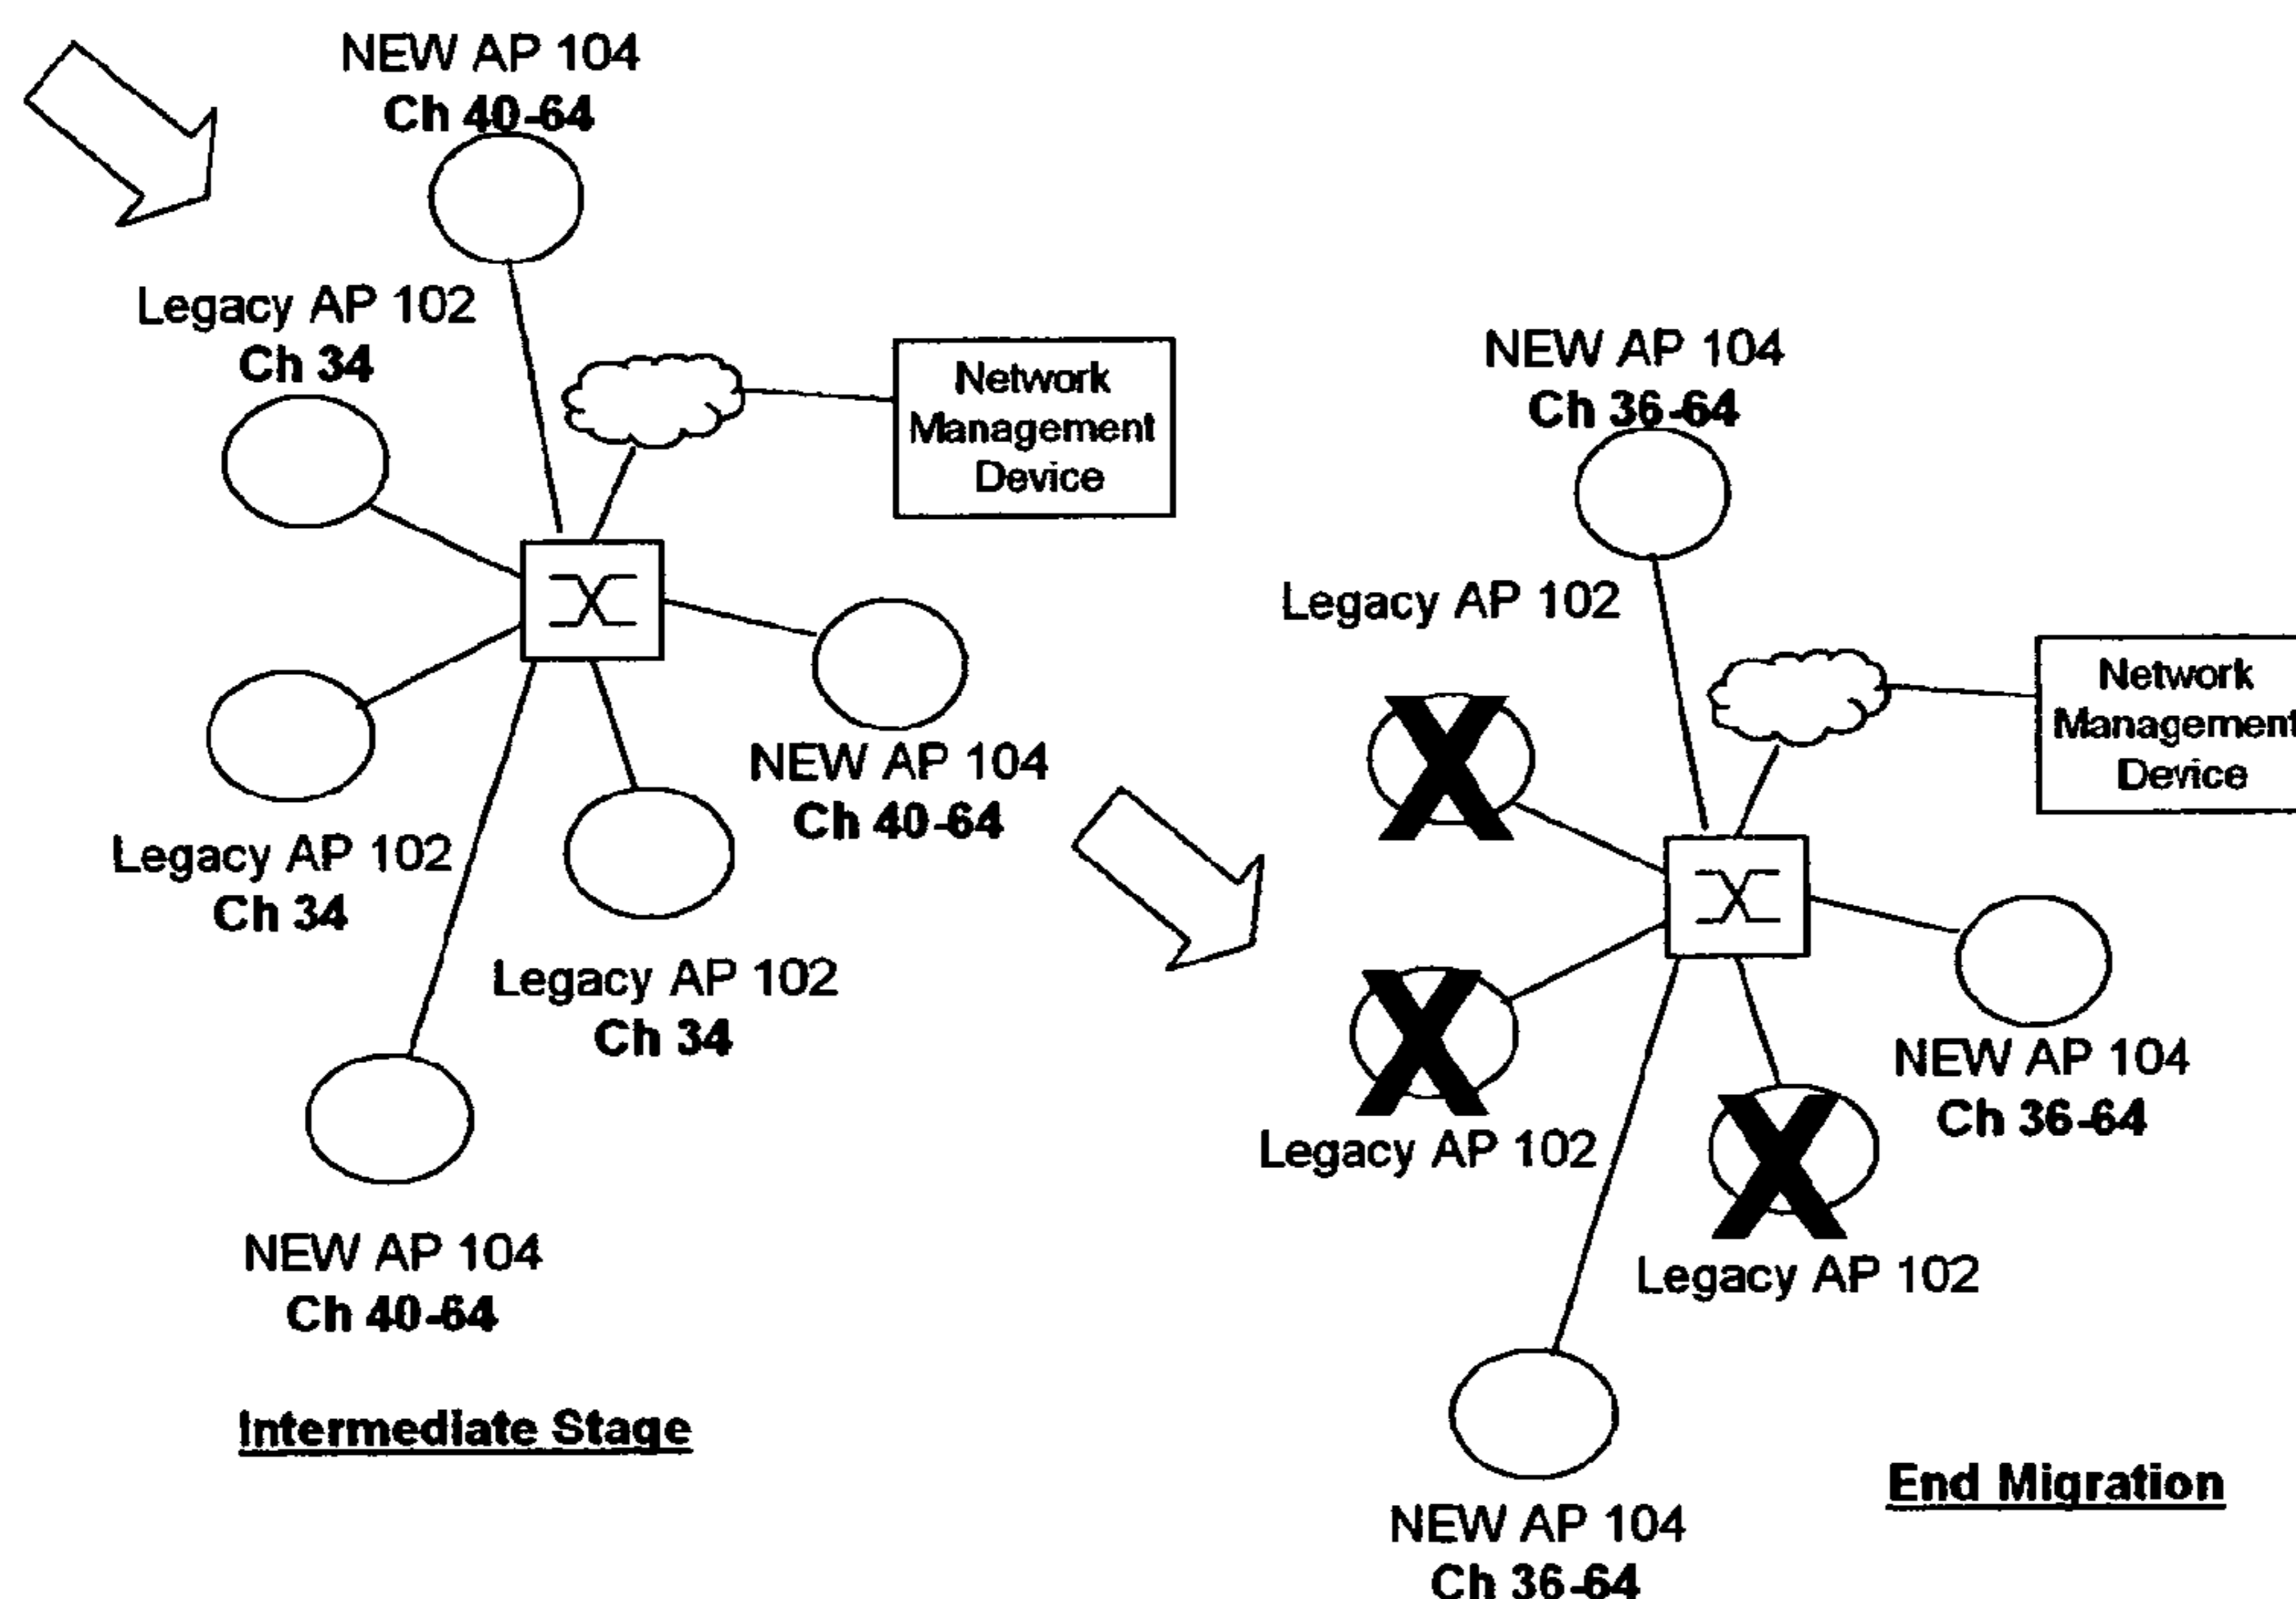 NEW AP 104
Ch 40-64
Legacy AP 102
Ch 34
Network
Management
Device
NEW AP 104
Ch 40-64
Legacy AP 102
Ch 34
Legacy AP 102
Ch 34
NEW AP 104
Ch 40-64
Intermediate Stage
NEW AP 104
Ch 36-64
Legacy AP 102
Network
Management
Device
NEW AP 104
Ch 36-64
Legacy AP 102
Legacy AP 102
NEW AP 104
Ch 36-64
End Migration